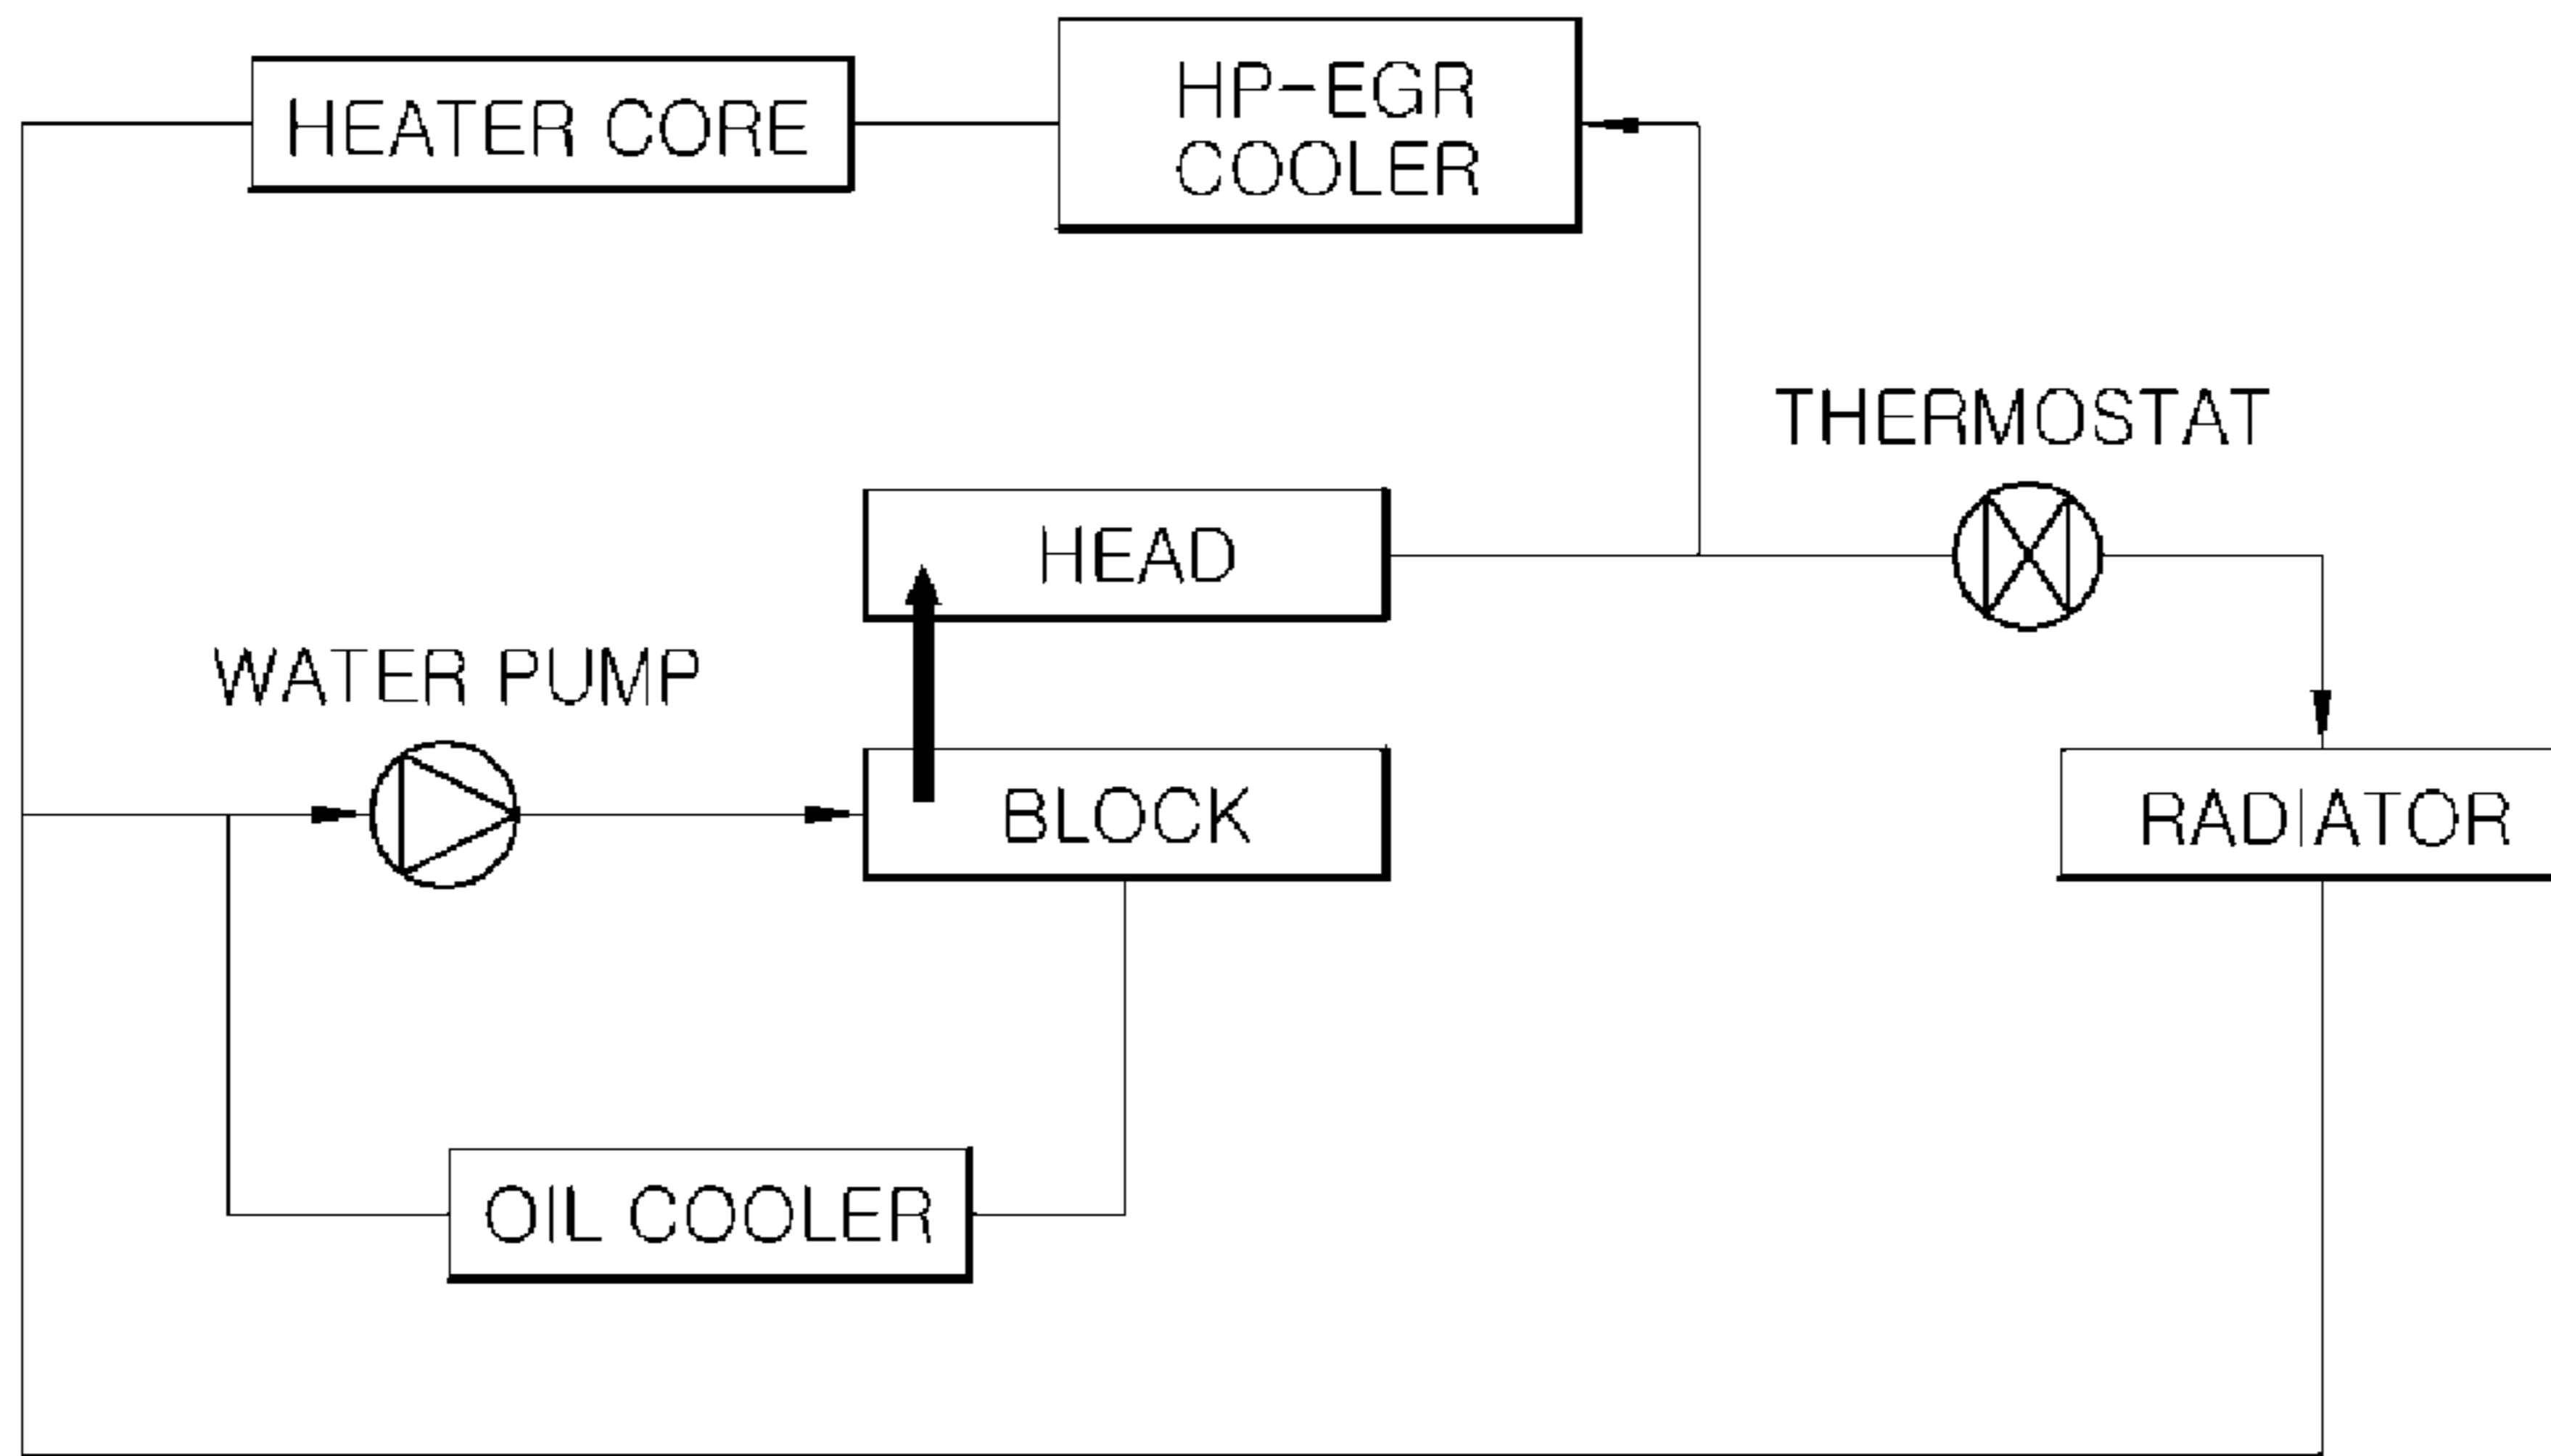 HEATER CORE
HP-EGR
COOLER
THERMOSTAT
HEAD
WATER PUMP
BLOCK
RADIATOR
OIL COOLER